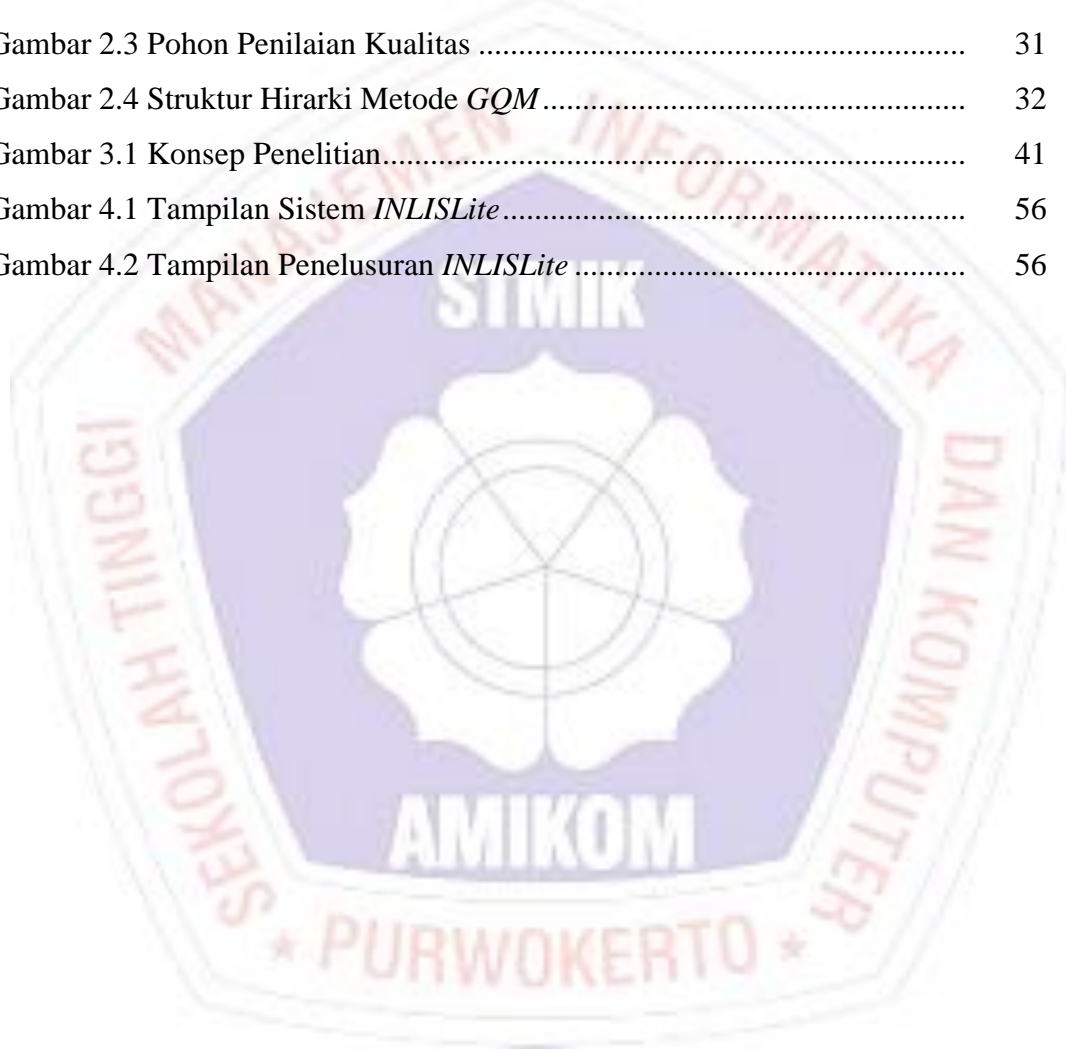 Gambar 2.3 Pohon Penilaian Kualitas ....................................................................... 31
Gambar 2.4 Struktur Hirarki Metode GQM .............................................................. 32
Gambar 3.1 Konsep Penelitian..................................................................................... 41
Gambar 4.1 Tampilan Sistem INLISLite .................................................................... 56
Gambar 4.2 Tampilan Penelusuran INLISLite ......................................................... 56
SEKOLAH TINGGI MANAJEMEN INFORMATIKA DAN KOMPUTER
STMIK
AMIKOM
* PURWOKERTO *